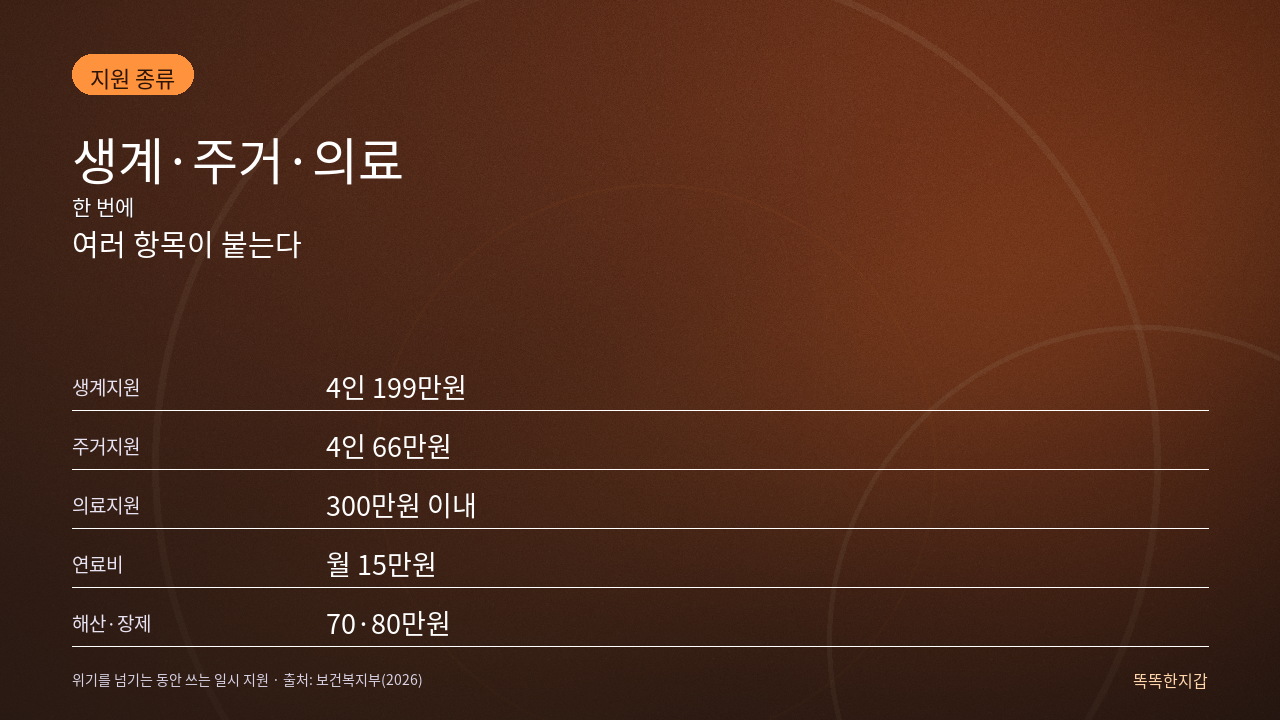 지원 종류
생계·주거·의료
한 번에
여러 항목이 붙는다
생계지원 4인 199만원
주거지원 4인 66만원
의료지원 300만원 이내
연료비 월 15만원
해산·장제 70·80만원
위기를 넘기는 동안 쓰는 일시 지원 · 출처: 보건복지부(2026)
똑똑한지갑